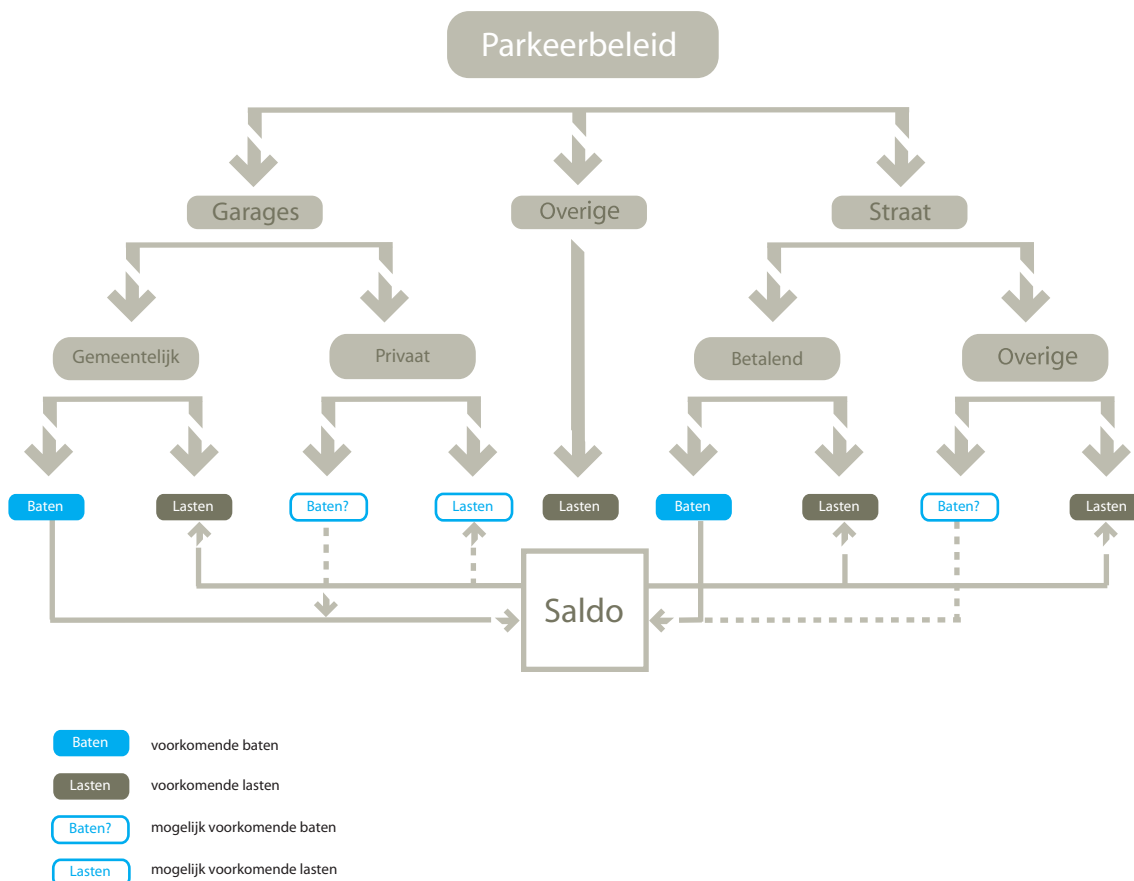 Parkeerbeleid
Garages
Overige
Straat
Gemeentelijk
Privaat
Betalend
Overige
Baten
Lasten
Baten?
Lasten
Lasten
Baten
Lasten
Baten?
Lasten
Saldo
Baten voorkomende baten
Lasten voorkomende lasten
Baten? mogelijk voorkomende baten
Lasten mogelijk voorkomende lasten